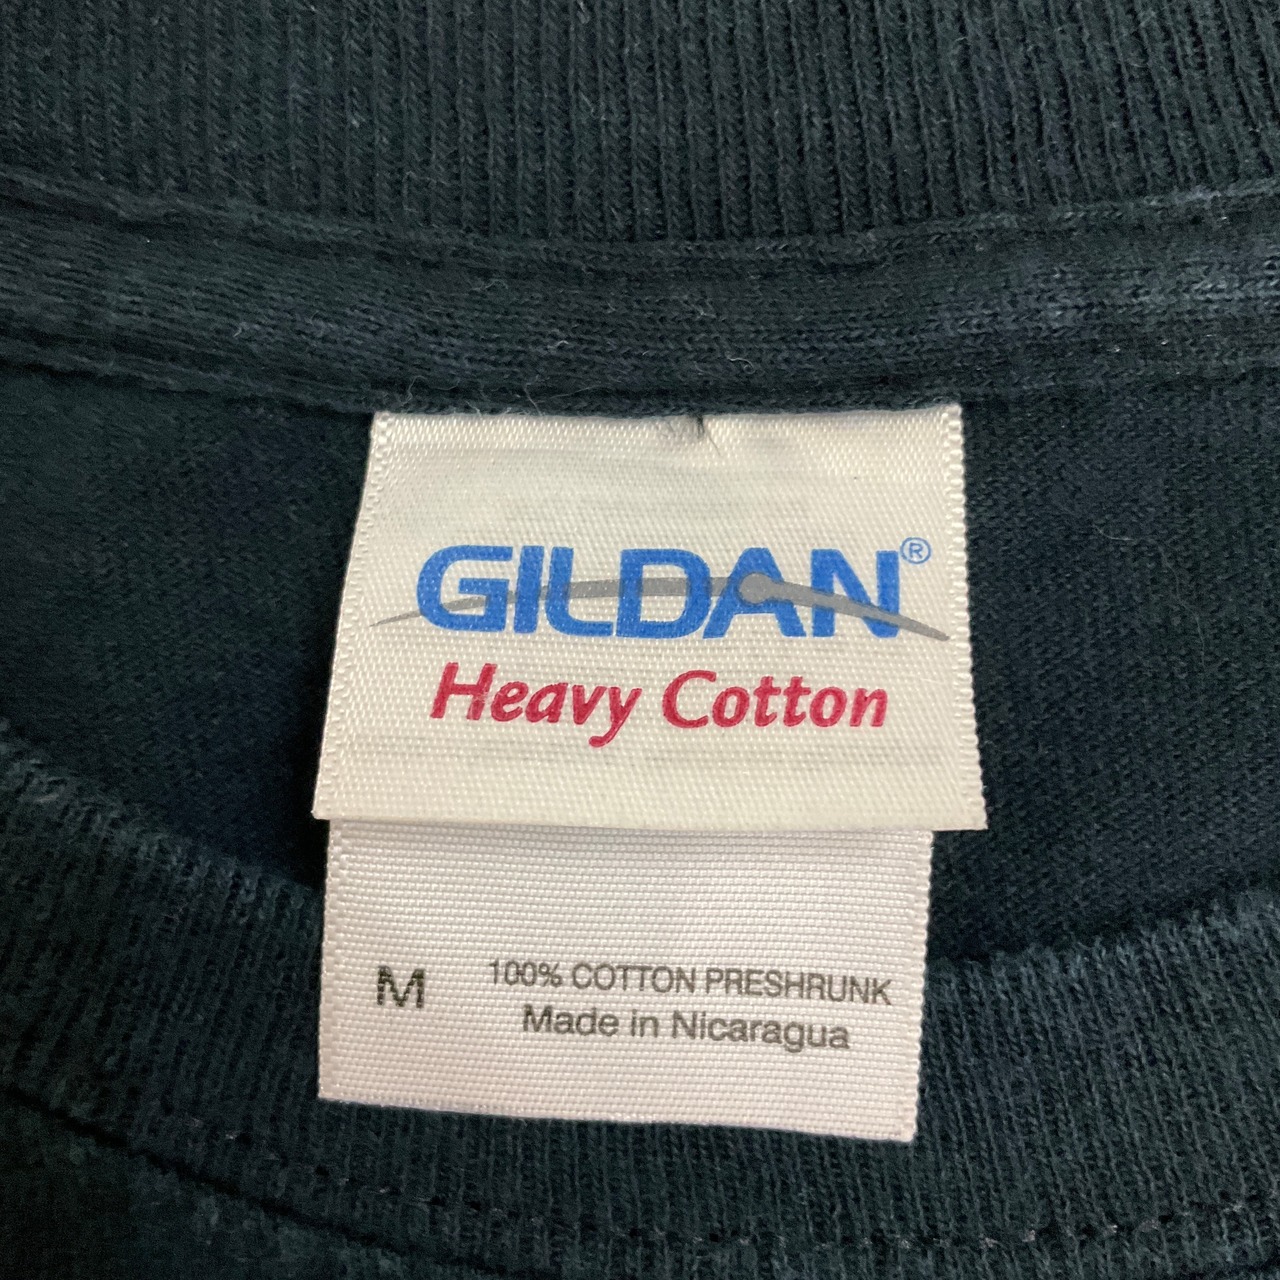 GILDAN®
Heavy Cotton
M 100% COTTON PRESHRUNK
Made in Nicaragua